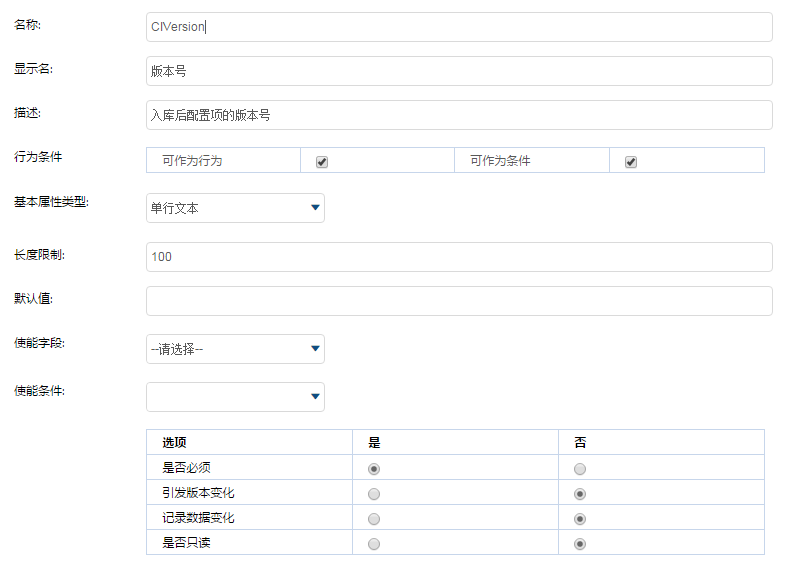 名称: CIVersion
显示名: 版本号
描述: 入库后配置项的版本号
行为条件 可作为行为 可作为条件
基本属性类型: 单行文本
长度限制: 100
默认值:
使能字段: --请选择--
使能条件:
选项 是 否
是否必须
引发版本变化
记录数据变化
是否只读